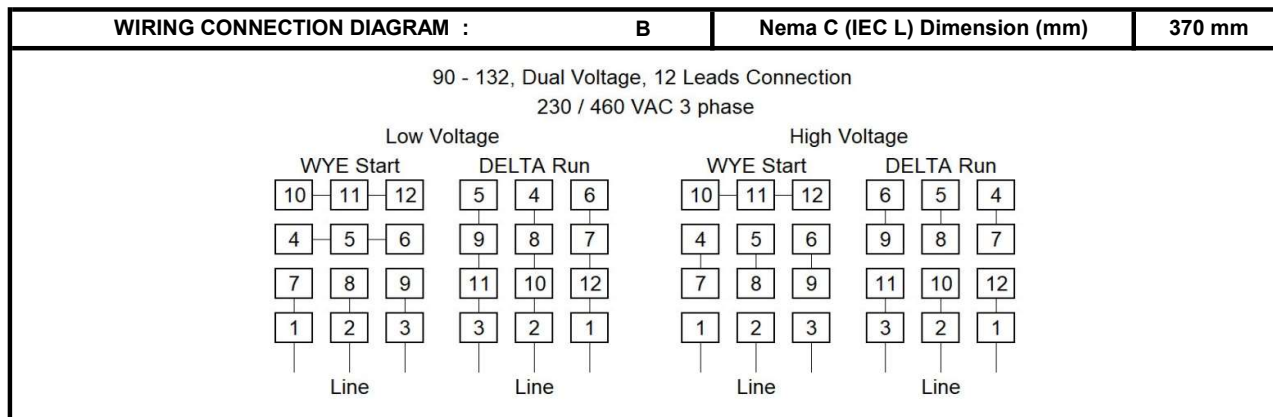 WIRING CONNECTION DIAGRAM : B Nema C (IEC L) Dimension (mm) 370 mm
90 - 132, Dual Voltage, 12 Leads Connection
230 / 460 VAC 3 phase
Low Voltage High Voltage
WYE Start DELTA Run WYE Start DELTA Run
10 11 12 5 4 6 10 11 12 6 5 4
4 5 6 9 8 7 4 5 6 9 8 7
7 8 9 11 10 12 7 8 9 11 10 12
1 2 3 3 2 1 1 2 3 3 2 1
Line Line Line Line